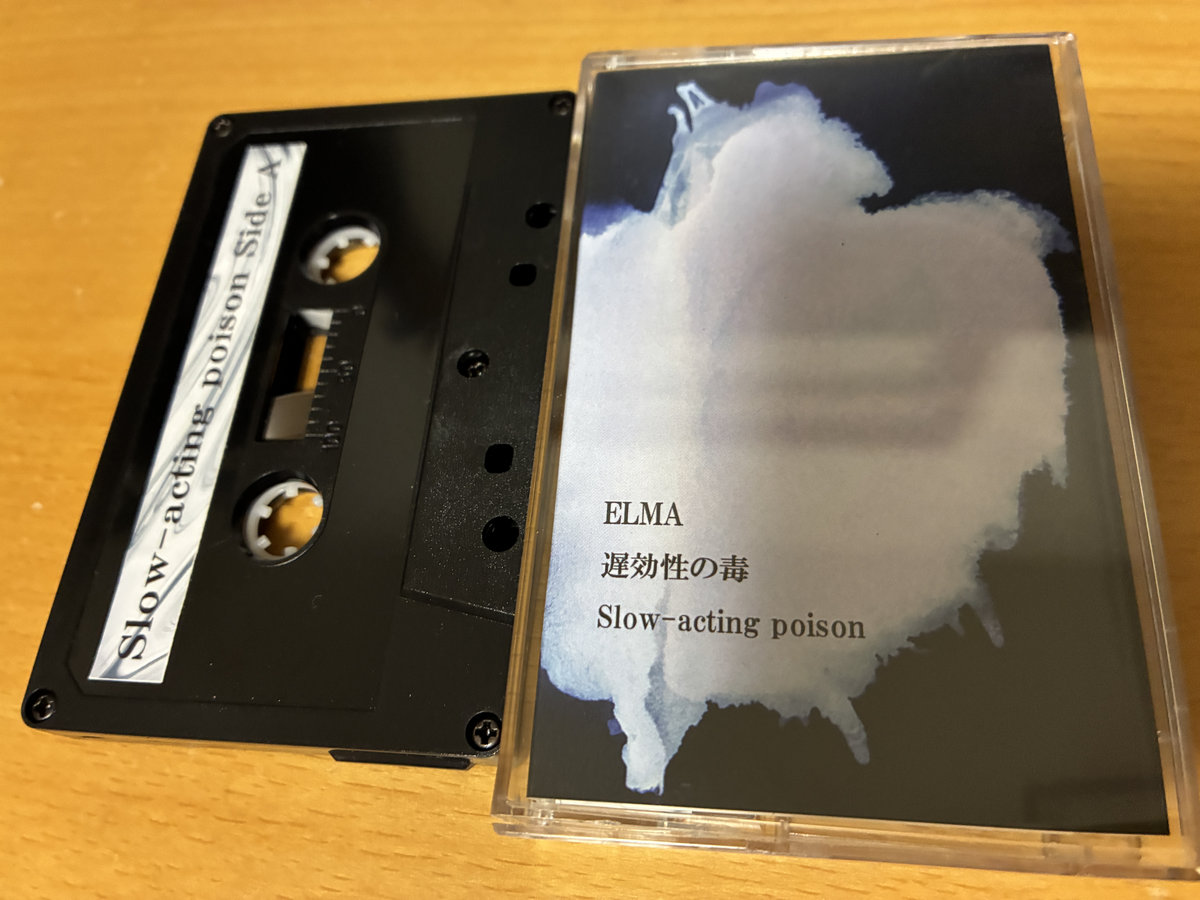 Slow-acting poison Side A
ELMA
遅効性の毒
Slow-acting poison